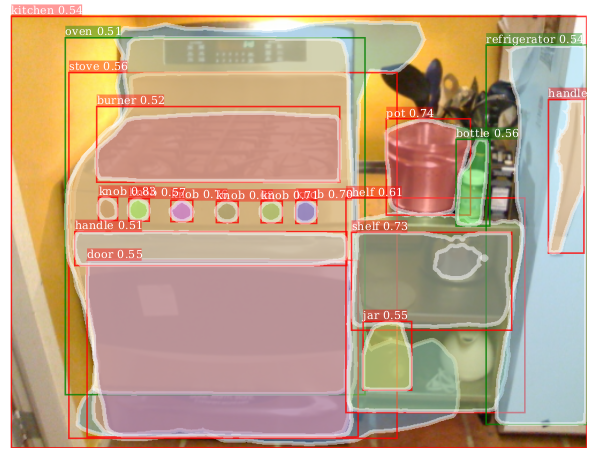 kitchen 0.54
oven 0.51
refrigerator 0.54
stove 0.56
handle
burner 0.52
pot 0.74
bottle 0.56
knob 0.83
0.57
knob 0.71
knob 0.70
shelf 0.61
handle 0.51
shelf 0.73
door 0.55
jar 0.55